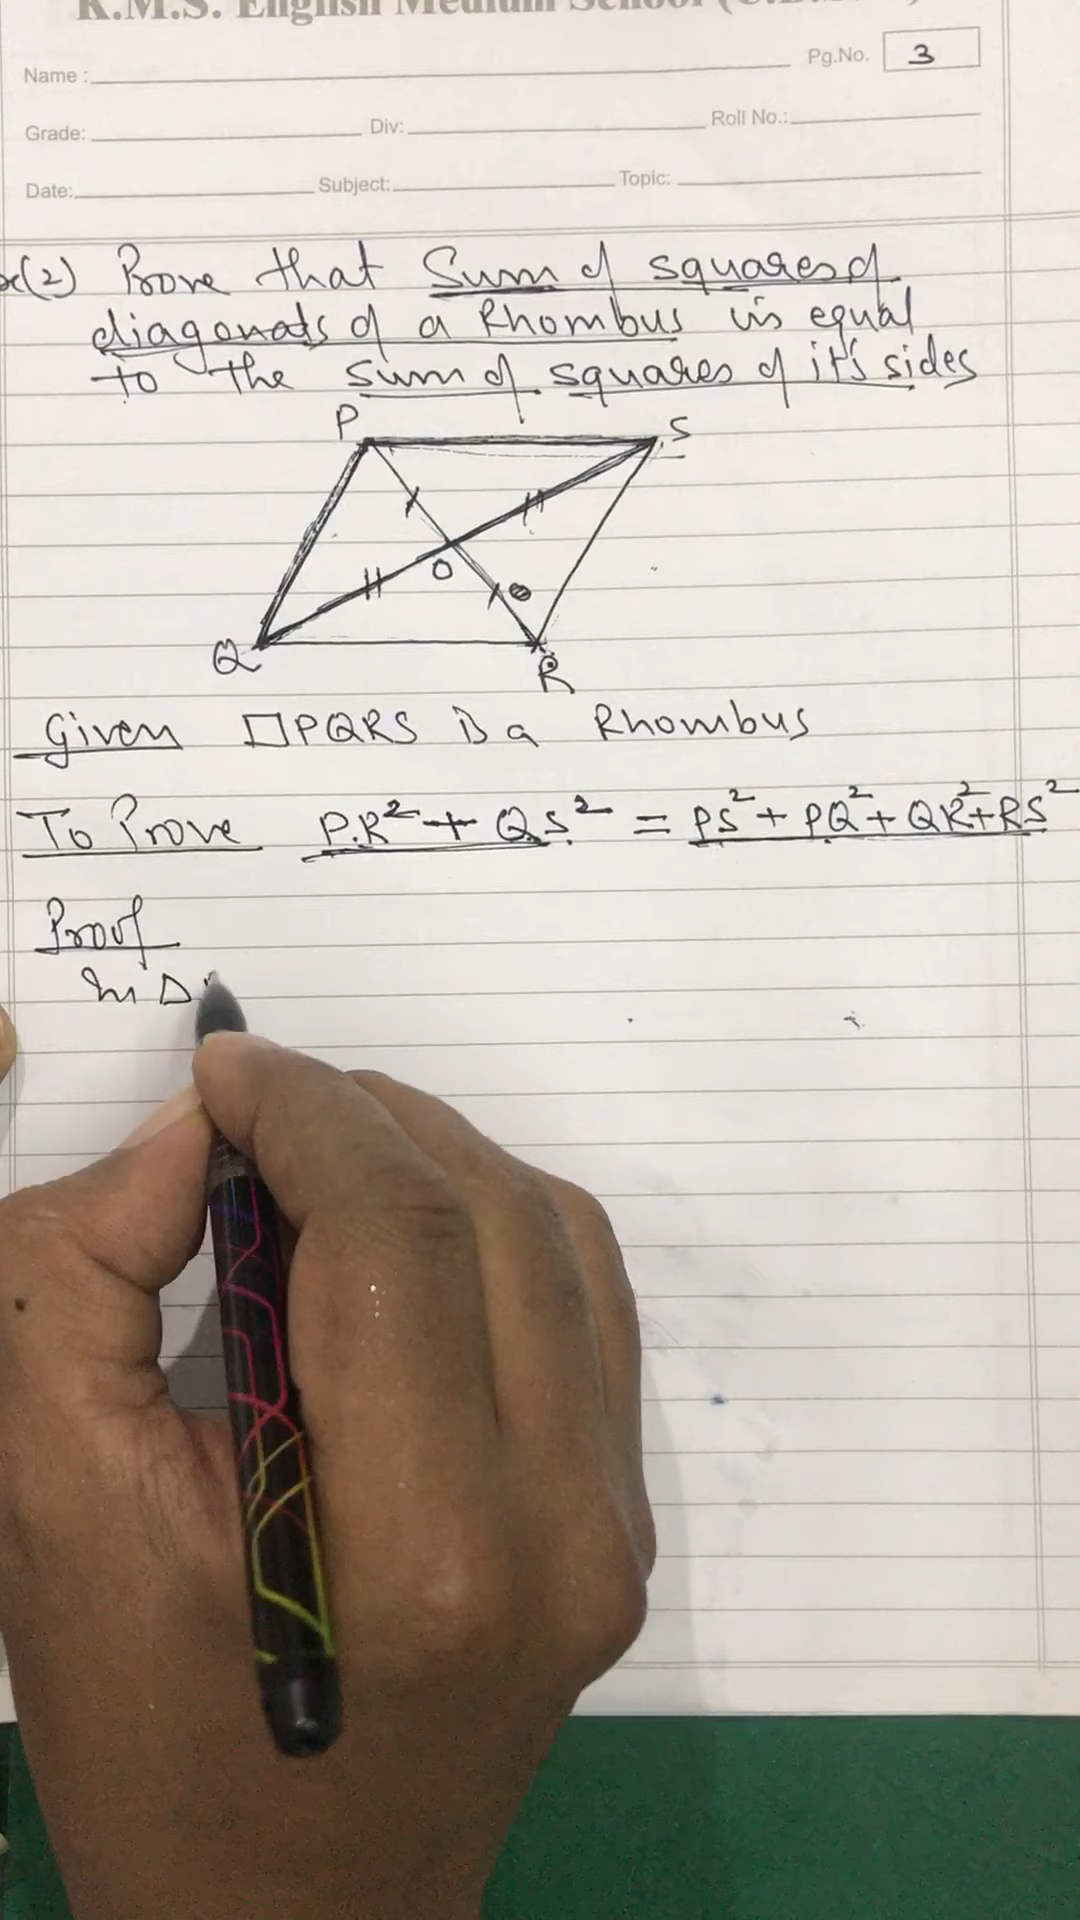 K.M.S. English Medium School
Pg.No. 3
Name :
Grade: Div: Roll No.:
Date: Subject: Topic:
(2) Prove that Sum of squares of
diagonals of a Rhombus is equal
to the sum of squares of it's sides
P S
O
Q R
Given □PQRS is a Rhombus
To Prove P.R² + QS² = PS² + PQ² + QR² + RS²
Proof
In Δ